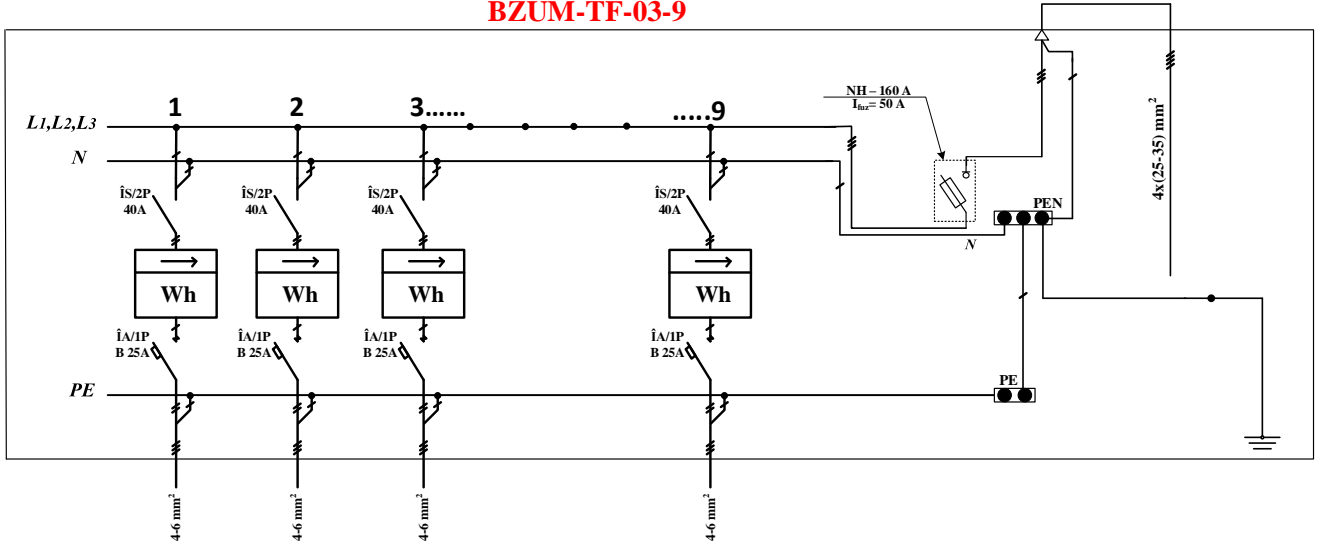 BZUM-TF-03-9
1 2 3...... .....9
NH – 160 A
I_fuz= 50 A
L1,L2,L3
N
4x(25-35) mm²
ÎS/2P
40A
ÎS/2P
40A
ÎS/2P
40A
ÎS/2P
40A
PEN
N
Wh
Wh
Wh
Wh
ÎA/1P
B 25A
ÎA/1P
B 25A
ÎA/1P
B 25A
ÎA/1P
B 25A
PE
PE
4-6 mm²
4-6 mm²
4-6 mm²
4-6 mm²